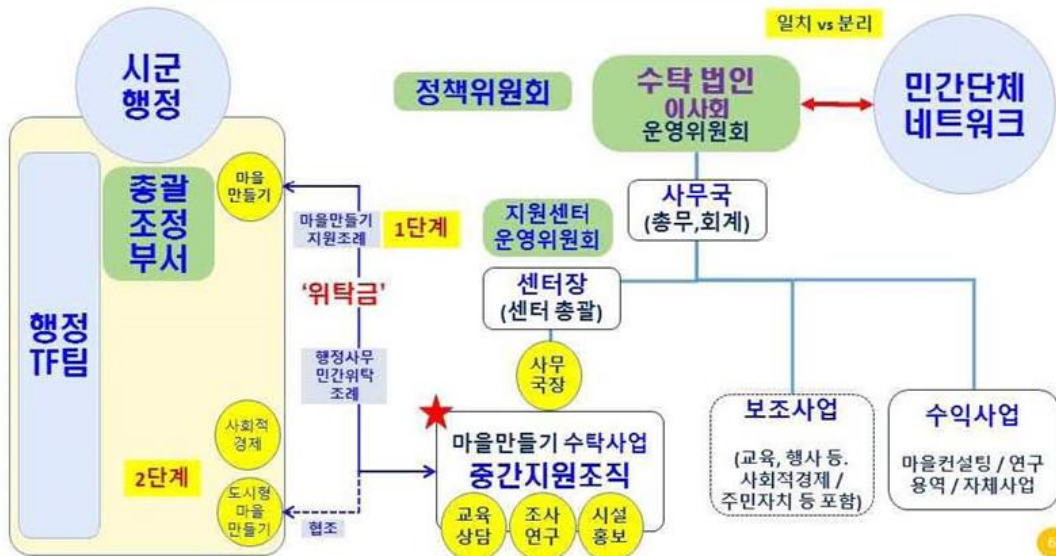 일치 vs 분리
시군
행정
정책위원회
수탁 법인
이사회
운영위원회
민간단체
네트워크
총괄
조정
부서
마을
만들기
마을만들기
지원조례
1단계
지원센터
운영위원회
사무국
(총무,회계)
'위탁금'
센터장
(센터 총괄)
행정
TF팀
행정사무
민간위탁
조례
사무
국장
사회적
경제
2단계
도시형
마을
만들기
협조
마을만들기 수탁사업
중간지원조직
교육
상담
조사
연구
시설
홍보
보조사업
(교육, 행사 등.
사회적경제 /
주민자치 등 포함)
수익사업
마을컨설팅 / 연구
용역 / 자체사업
6